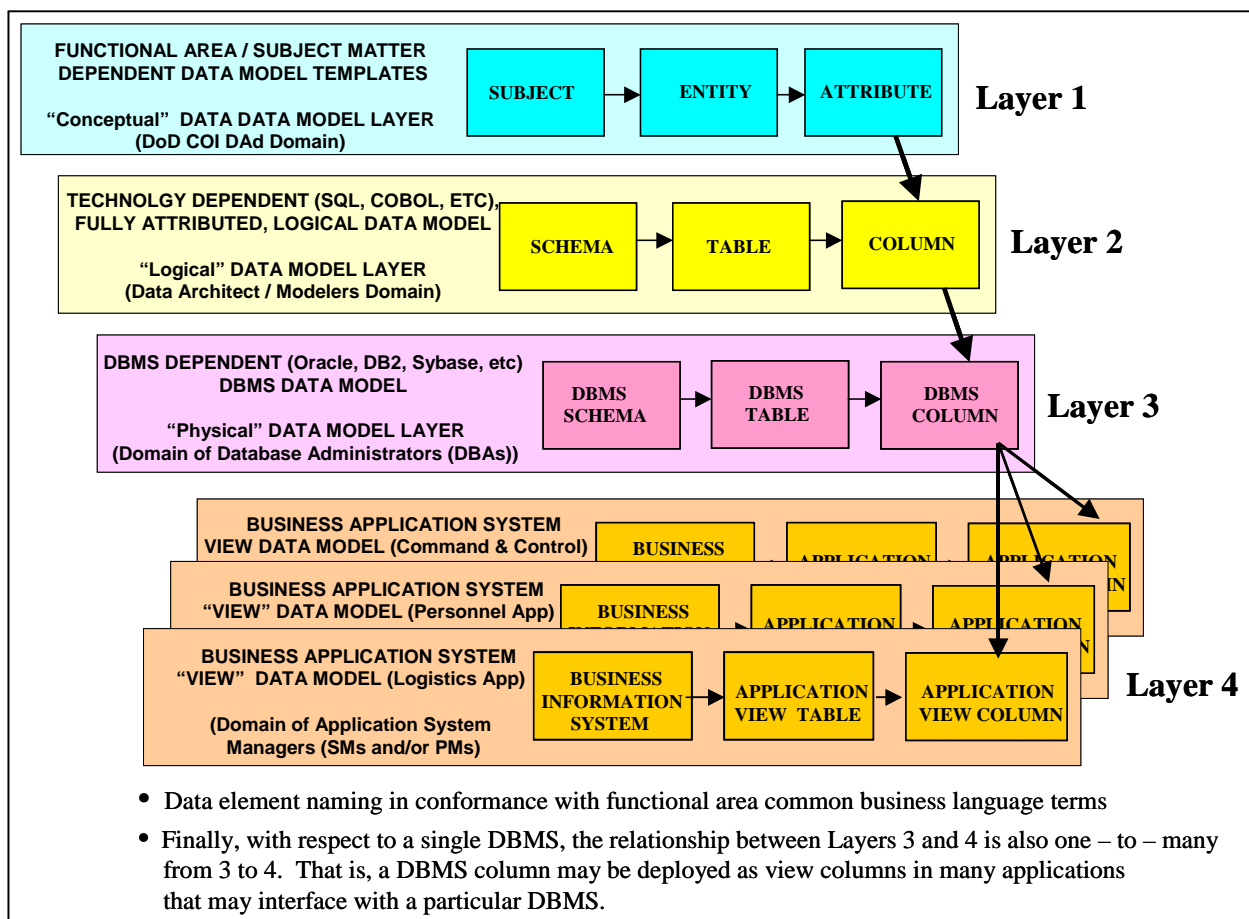 FUNCTIONAL AREA / SUBJECT MATTER
DEPENDENT DATA MODEL TEMPLATES
“Conceptual” DATA DATA MODEL LAYER
(DoD COI DAd Domain)
SUBJECT
ENTITY
ATTRIBUTE
Layer 1
TECHNOLGY DEPENDENT (SQL, COBOL, ETC),
FULLY ATTRIBUTED, LOGICAL DATA MODEL
“Logical” DATA MODEL LAYER
(Data Architect / Modelers Domain)
SCHEMA
TABLE
COLUMN
Layer 2
DBMS DEPENDENT (Oracle, DB2, Sybase, etc)
DBMS DATA MODEL
“Physical” DATA MODEL LAYER
(Domain of Database Administrators (DBAs))
DBMS
SCHEMA
DBMS
TABLE
DBMS
COLUMN
Layer 3
BUSINESS APPLICATION SYSTEM
VIEW DATA MODEL (Command & Control)
BUSINESS
APPLICATION
APPLICATION
BUSINESS APPLICATION SYSTEM
“VIEW” DATA MODEL (Personnel App)
BUSINESS
INFORMATION
APPLICATION
APPLICATION
BUSINESS APPLICATION SYSTEM
“VIEW”  DATA MODEL (Logistics App)
(Domain of Application System
Managers (SMs and/or PMs)
BUSINESS
INFORMATION
SYSTEM
APPLICATION
VIEW  TABLE
APPLICATION
VIEW COLUMN
Layer 4
• Data element naming in conformance with functional area common business language terms
• Finally, with respect to a single DBMS, the relationship between Layers 3 and 4 is also one – to – many
from 3 to 4.  That is, a DBMS column may be deployed as view columns in many applications
that may interface with a particular DBMS.